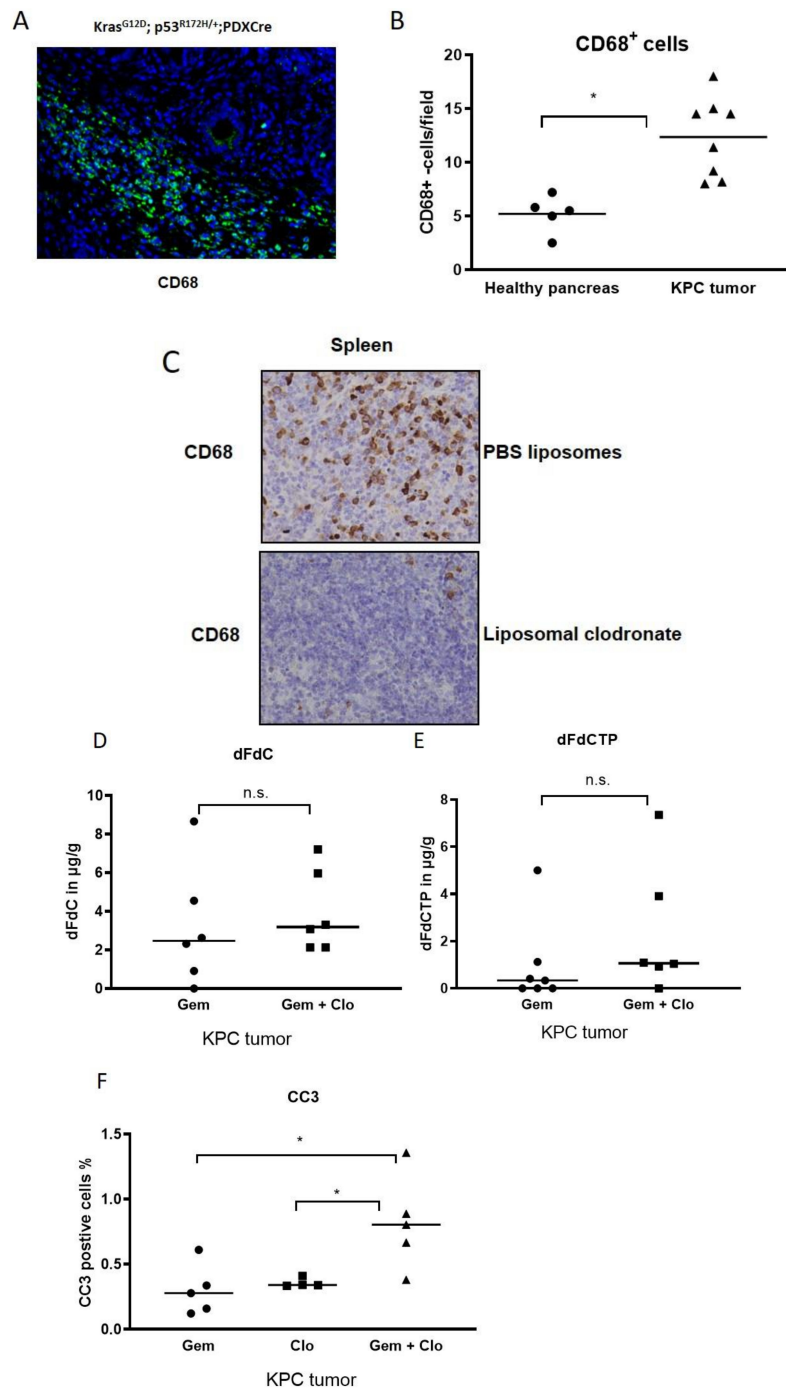 A
Kras^G12D; p53^R172H/+;PDXCre
CD68
B
CD68+ cells
CD68+ -cells/field
20
15
10
5
0
*
Healthy pancreas
KPC tumor
C
Spleen
CD68
PBS liposomes
CD68
Liposomal clodronate
D
dFdC
n.s.
dFdC in µg/g
10
8
6
4
2
0
Gem
Gem + Clo
KPC tumor
E
dFdCTP
n.s.
dFdCTP in µg/g
8
6
4
2
0
Gem
Gem + Clo
KPC tumor
F
CC3
*
*
CC3 postive cells %
1.5
1.0
0.5
0.0
Gem
Clo
Gem + Clo
KPC tumor